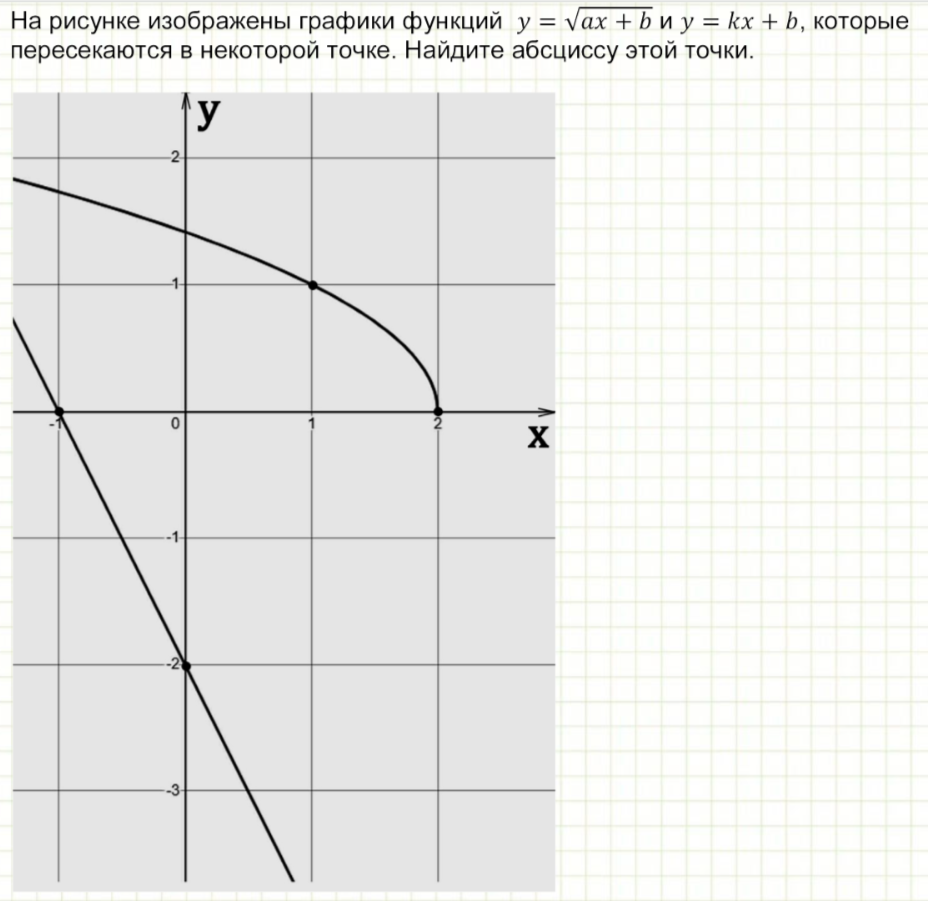 На рисунке изображены графики функций y = √(ax + b) и y = kx + b, которые
пересекаются в некоторой точке. Найдите абсциссу этой точки.
y
2
1
-1 0 1 2
x
-1
-2
-3